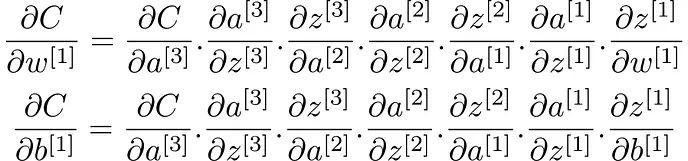 ∂C/∂w[1] = ∂C/∂a[3] . ∂a[3]/∂z[3] . ∂z[3]/∂a[2] . ∂a[2]/∂z[2] . ∂z[2]/∂a[1] . ∂a[1]/∂z[1] . ∂z[1]/∂w[1]
∂C/∂b[1] = ∂C/∂a[3] . ∂a[3]/∂z[3] . ∂z[3]/∂a[2] . ∂a[2]/∂z[2] . ∂z[2]/∂a[1] . ∂a[1]/∂z[1] . ∂z[1]/∂b[1]